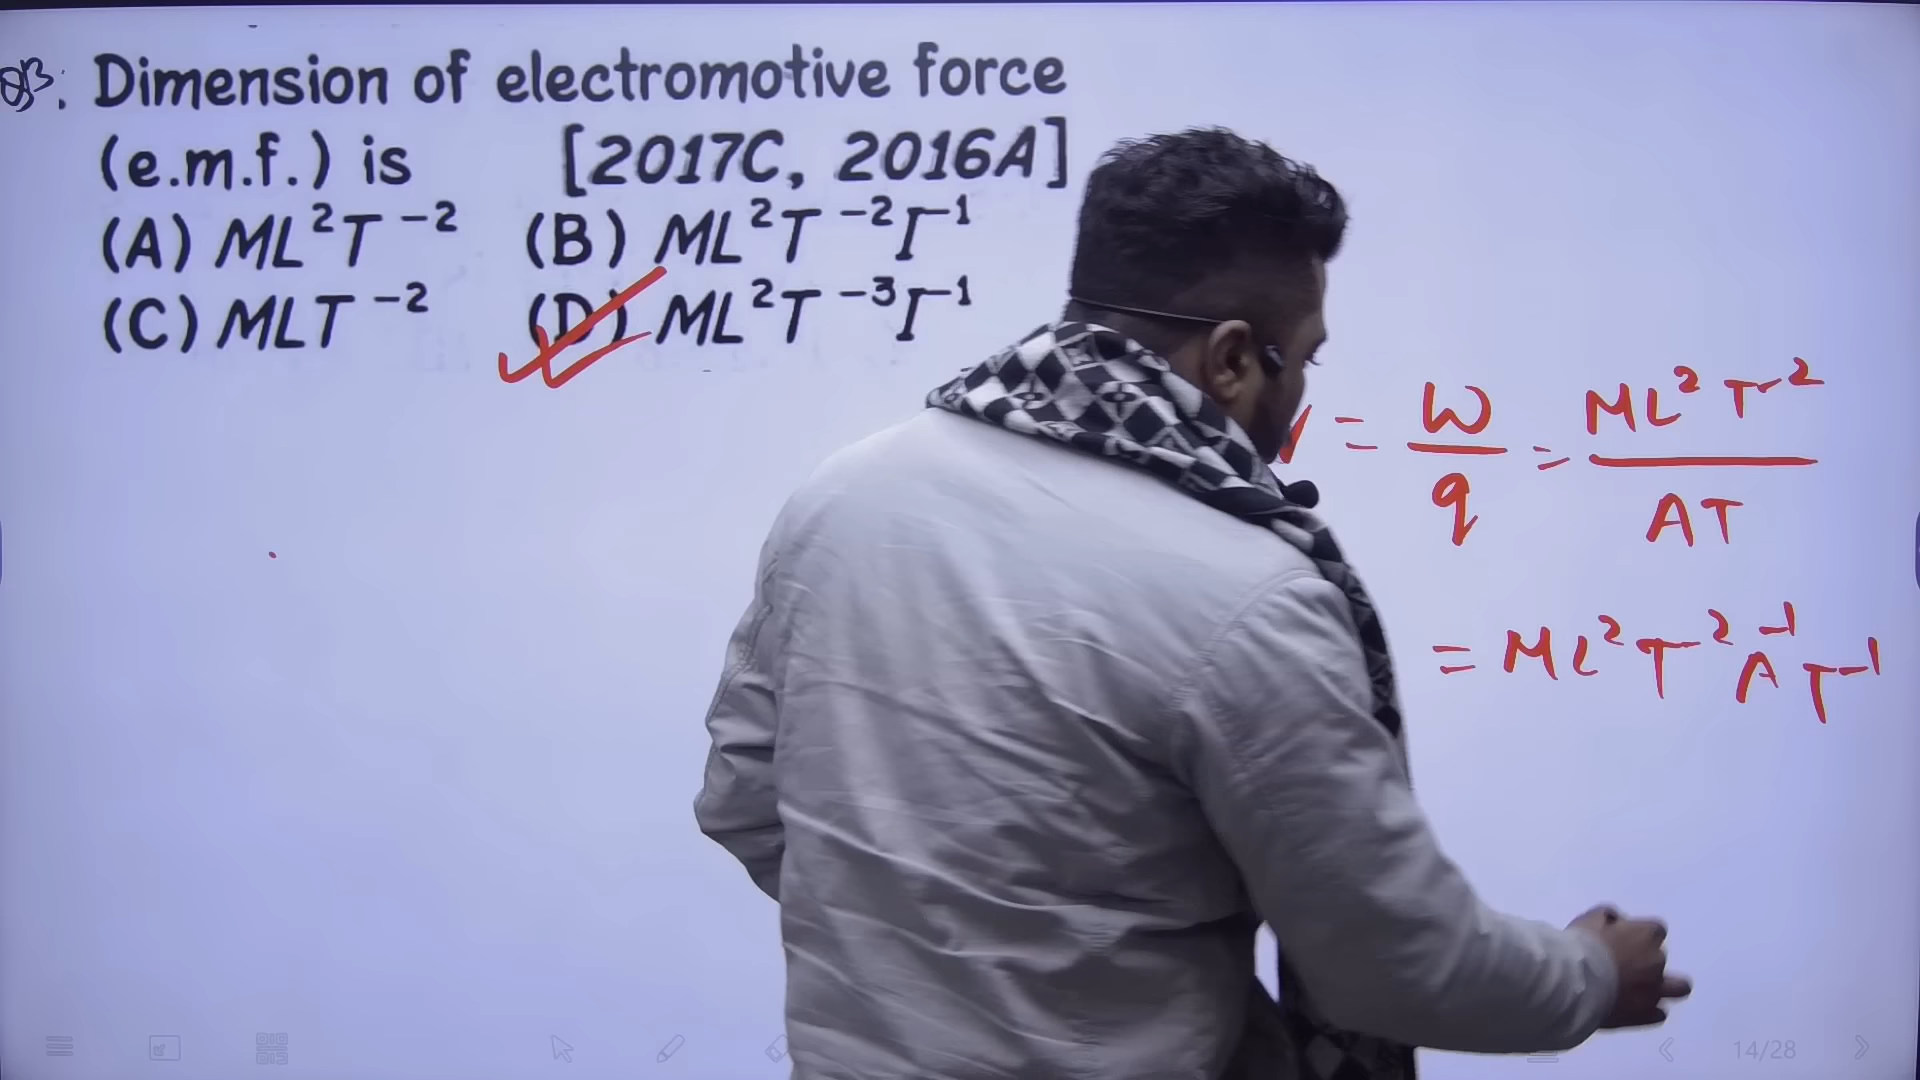 Dimension of electromotive force
(e.m.f.) is [2017C, 2016A]
(A) ML²T⁻² (B) ML²T⁻²I⁻¹
(C) MLT⁻² (D) ML²T⁻³I⁻¹
= W/q = ML²T⁻²/AT
= ML²T⁻²A⁻¹T⁻¹
14/28